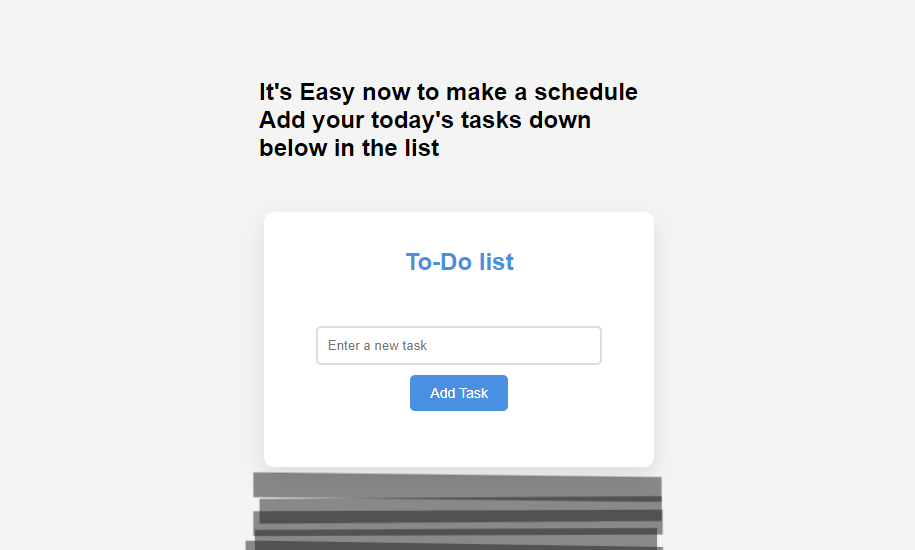 It's Easy now to make a schedule
Add your today's tasks down
below in the list
To-Do list
Enter a new task
Add Task